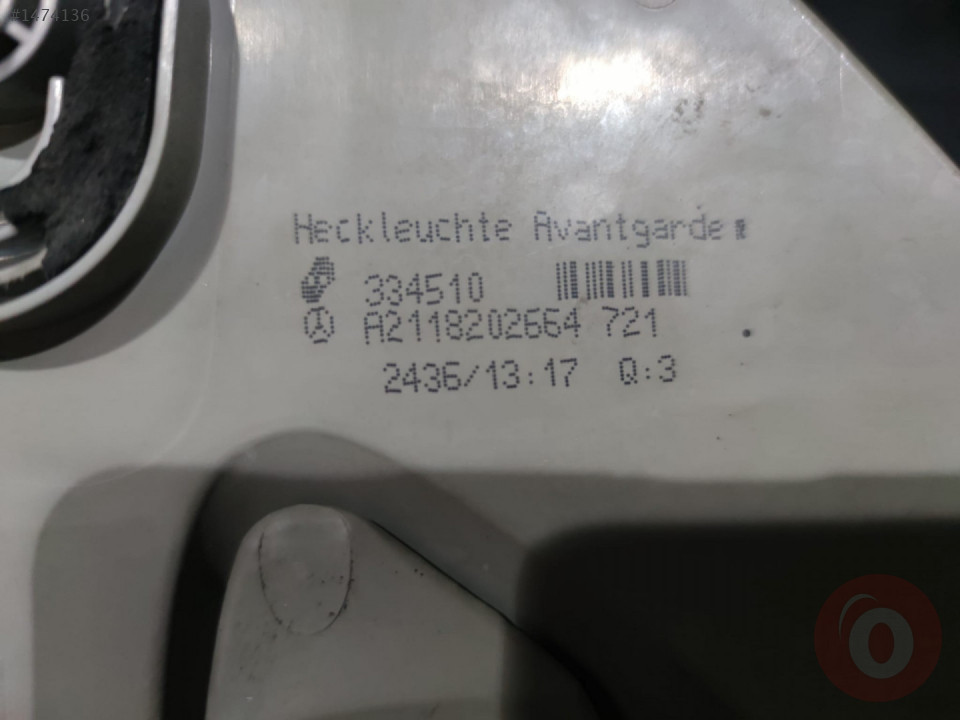 #1474136
Heckleuchte Avantgarde
334510
A2118202664 721
2436/13:17 Q:3
o